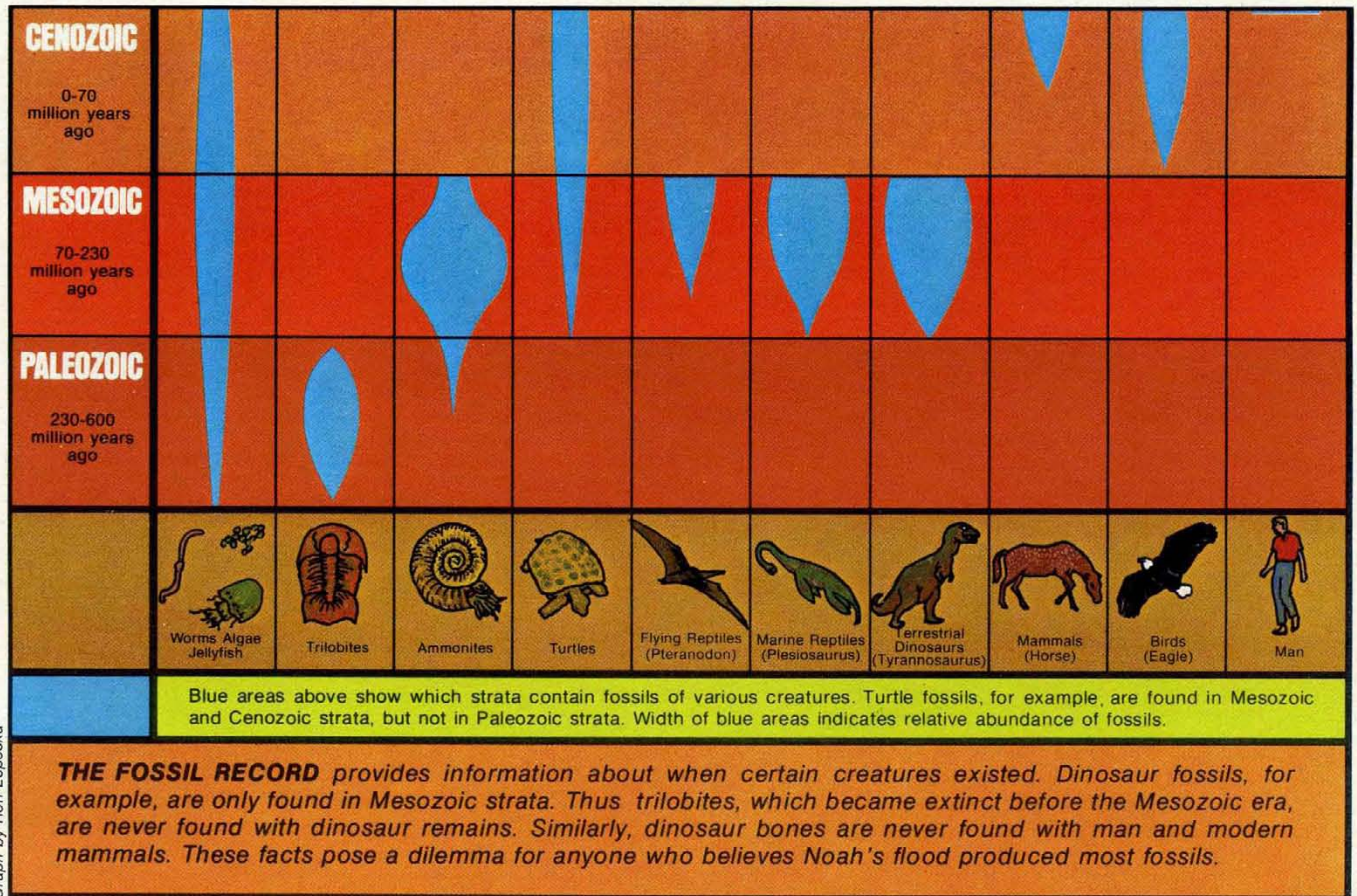 CENOZOIC
0-70
million years
ago
MESOZOIC
70-230
million years
ago
PALEOZOIC
230-600
million years
ago
Worms Algae
Jellyfish
Trilobites
Ammonites
Turtles
Flying Reptiles
(Pteranodon)
Marine Reptiles
(Plesiosaurus)
Terrestrial
Dinosaurs
(Tyrannosaurus)
Mammals
(Horse)
Birds
(Eagle)
Man
Blue areas above show which strata contain fossils of various creatures. Turtle fossils, for example, are found in Mesozoic
and Cenozoic strata, but not in Paleozoic strata. Width of blue areas indicates relative abundance of fossils.
THE FOSSIL RECORD provides information about when certain creatures existed. Dinosaur fossils, for
example, are only found in Mesozoic strata. Thus trilobites, which became extinct before the Mesozoic era,
are never found with dinosaur remains. Similarly, dinosaur bones are never found with man and modern
mammals. These facts pose a dilemma for anyone who believes Noah's flood produced most fossils.
by Ron